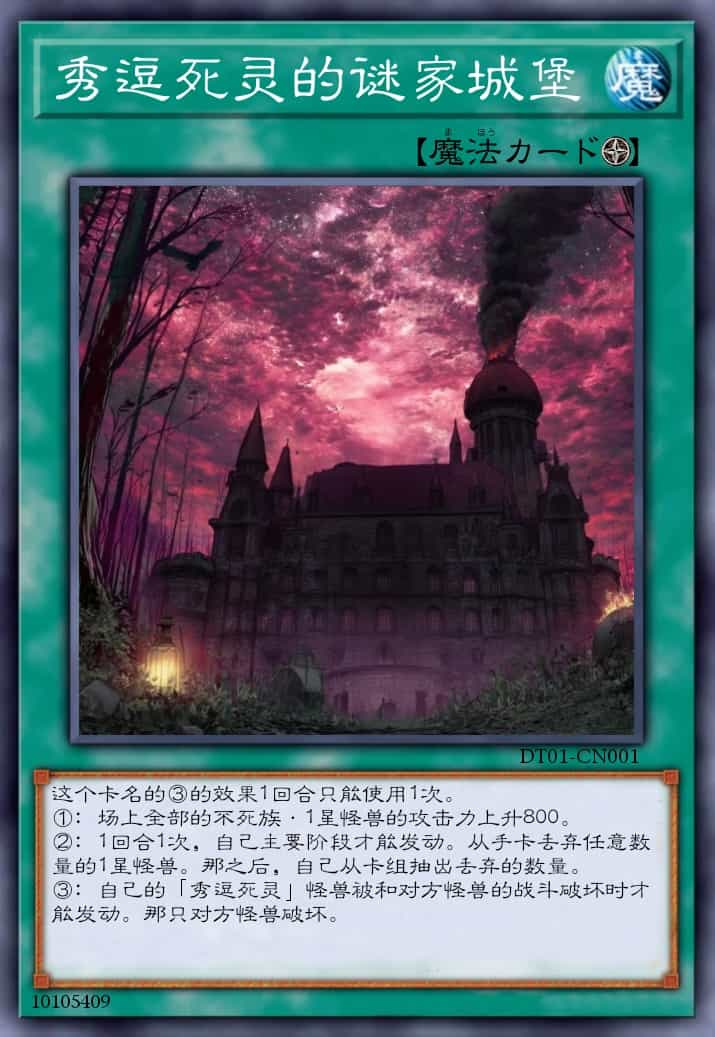 秀逗死灵的谜家城堡 魔
ま ほう
【魔法カード】
DT01-CN001
这个卡名的③的效果1回合只能使用1次。
①：场上全部的不死族·1星怪兽的攻击力上升800。
②：1回合1次，自己主要阶段才能发动。从手卡丢弃任意数
量的1星怪兽。那之后，自己从卡组抽出丢弃的数量。
③：自己的「秀逗死灵」怪兽被和对方怪兽的战斗破坏时才
能发动。那只对方怪兽破坏。
10105409